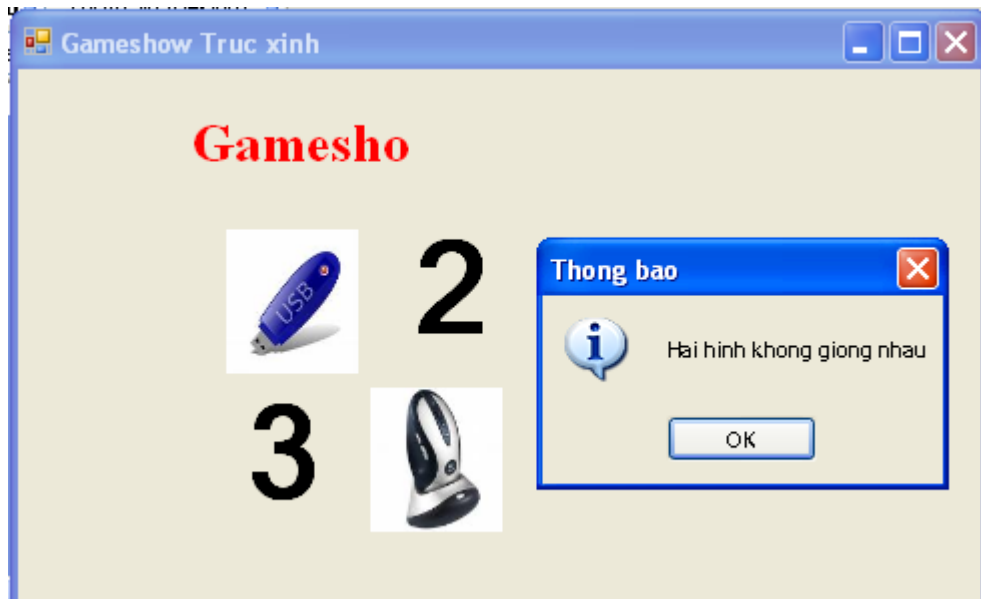 Gameshow Truc xinh
Gamesho
USB
2
Thong bao
Hai hinh khong giong nhau
OK
3